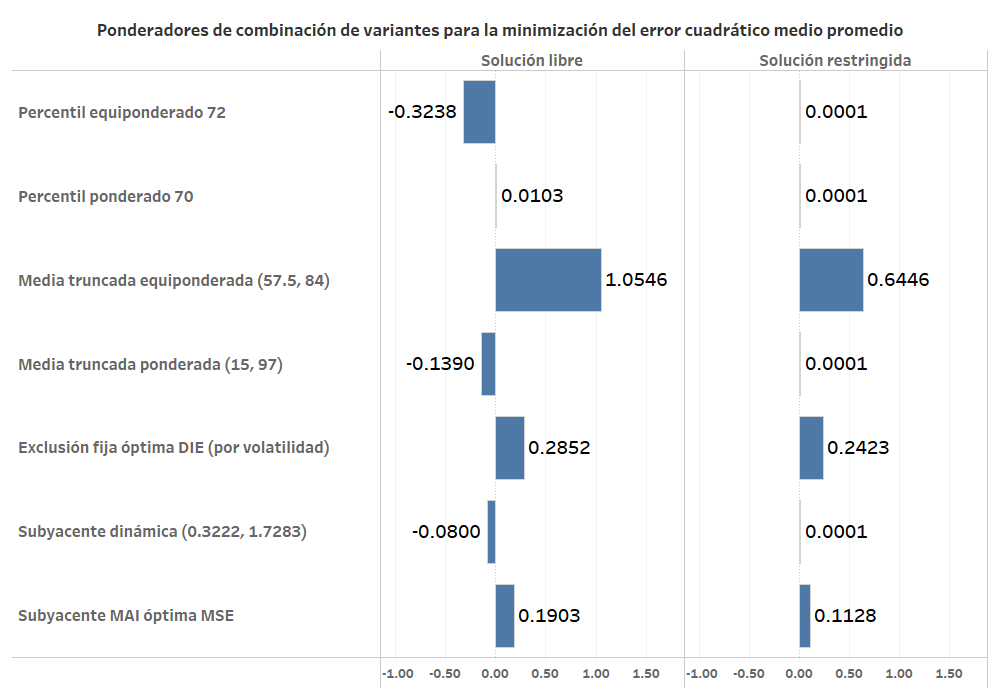 Ponderadores de combinación de variantes para la minimización del error cuadrático medio promedio
Solución libre Solución restringida
Percentil equiponderado 72 -0.3238 0.0001
Percentil ponderado 70 0.0103 0.0001
Media truncada equiponderada (57.5, 84) 1.0546 0.6446
Media truncada ponderada (15, 97) -0.1390 0.0001
Exclusión fija óptima DIE (por volatilidad) 0.2852 0.2423
Subyacente dinámica (0.3222, 1.7283) -0.0800 0.0001
Subyacente MAI óptima MSE 0.1903 0.1128
-1.00 -0.50 0.00 0.50 1.00 1.50 -1.00 -0.50 0.00 0.50 1.00 1.50